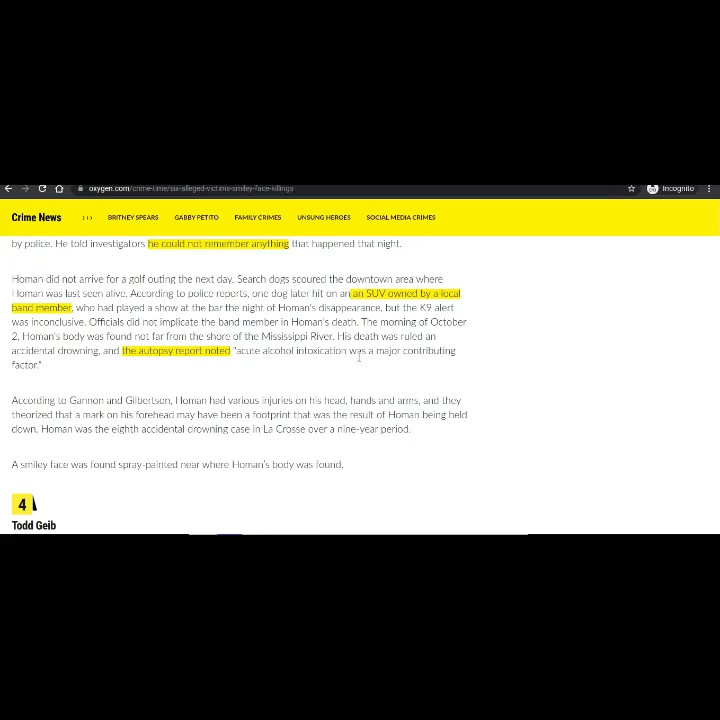 oxygen.com/crime-time/six-alleged-victims-smiley-face-killings
Incognito
Crime News
››› BRITNEY SPEARS GABBY PETITO FAMILY CRIMES UNSUNG HEROES SOCIAL MEDIA CRIMES
by police. He told investigators he could not remember anything that happened that night.
Homan did not arrive for a golf outing the next day. Search dogs scoured the downtown area where
Homan was last seen alive. According to police reports, one dog later hit on an an SUV owned by a local
band member, who had played a show at the bar the night of Homan's disappearance, but the K9 alert
was inconclusive. Officials did not implicate the band member in Homan's death. The morning of October
2, Homan's body was found not far from the shore of the Mississippi River. His death was ruled an
accidental drowning, and the autopsy report noted "acute alcohol intoxication was a major contributing
factor."
According to Gannon and Gilbertson, Homan had various injuries on his head, hands and arms, and they
theorized that a mark on his forehead may have been a footprint that was the result of Homan being held
down. Homan was the eighth accidental drowning case in La Crosse over a nine-year period.
A smiley face was found spray-painted near where Homan's body was found.
4
Todd Geib